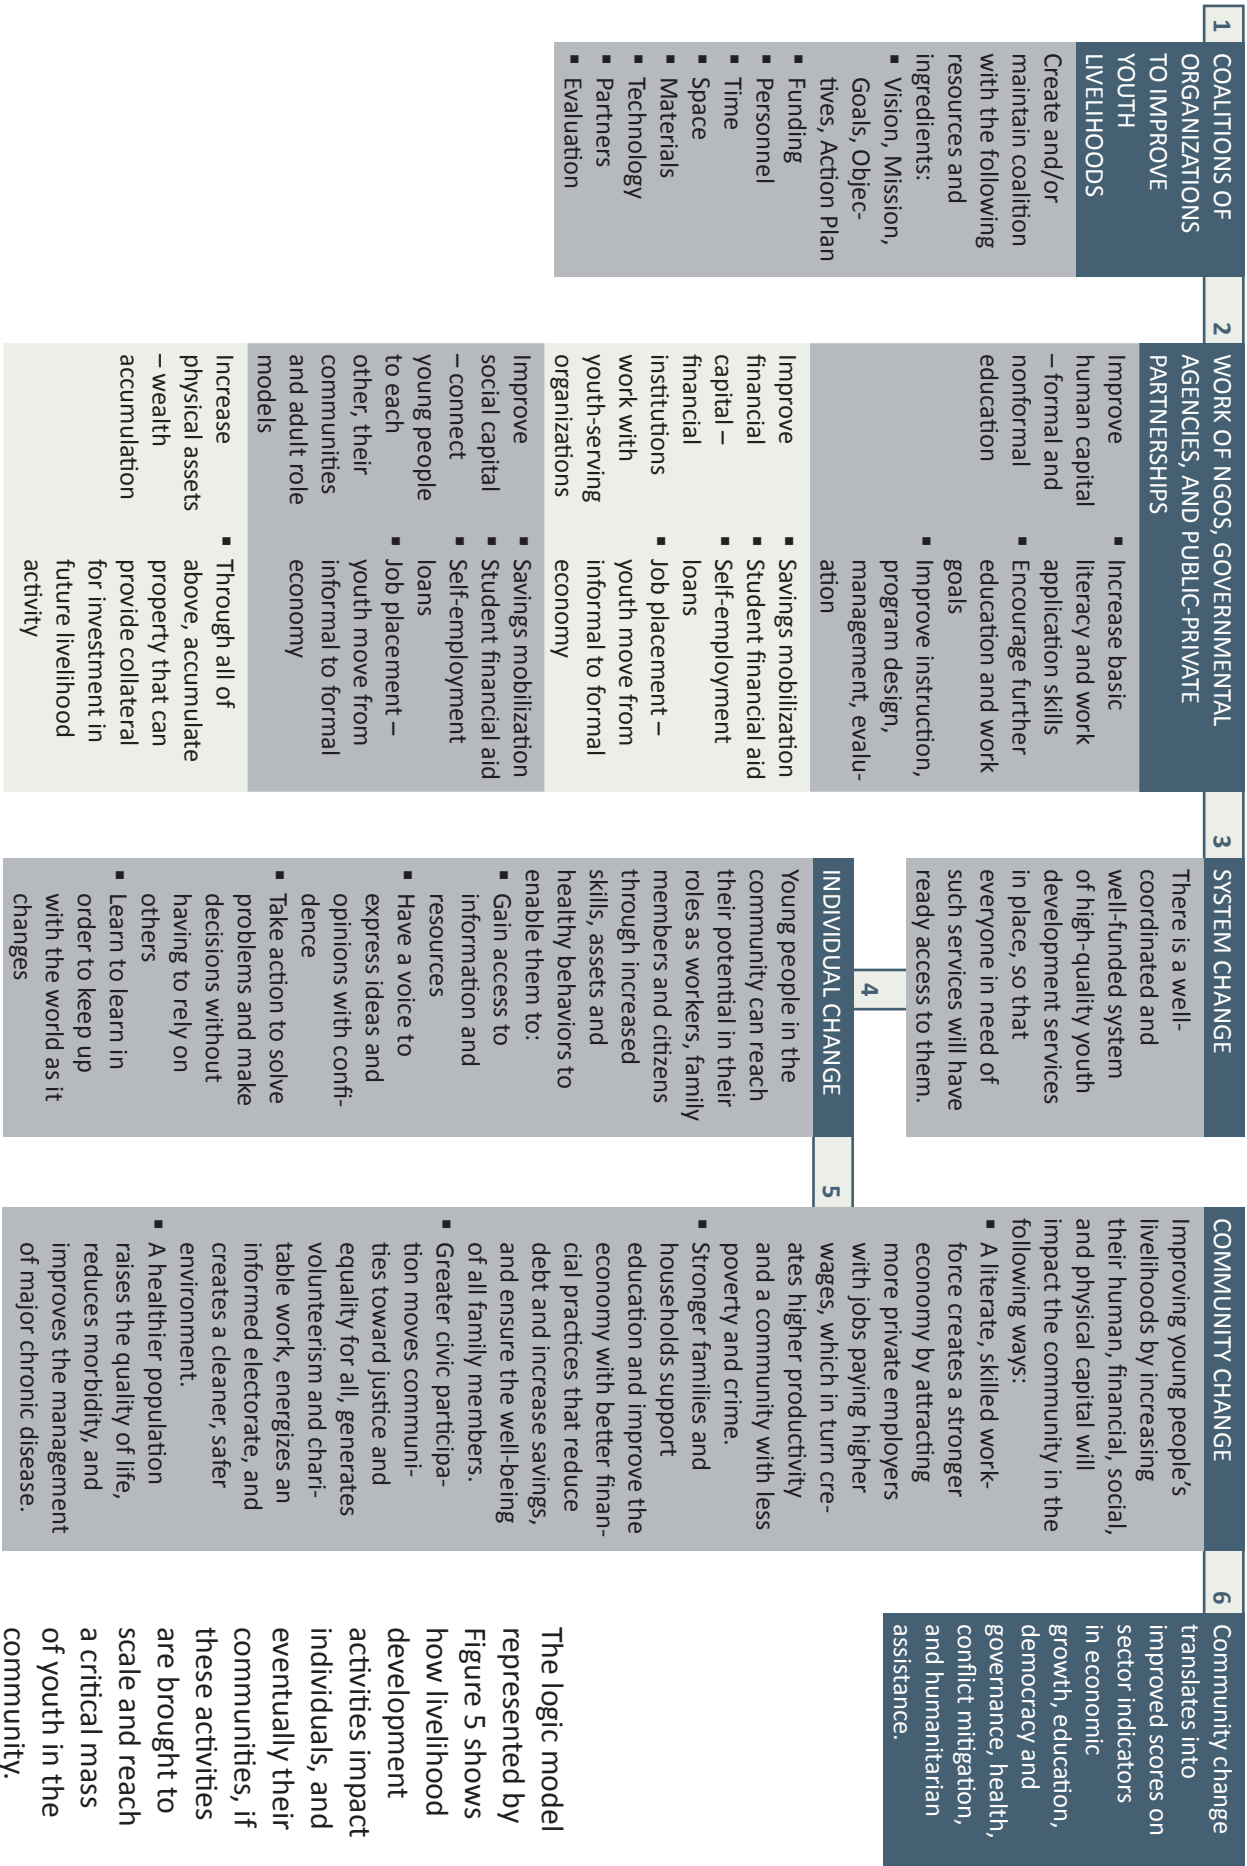 1
COALITIONS OF
ORGANIZATIONS
TO IMPROVE
YOUTH
LIVELIHOODS
Create and/or
maintain coalition
with the following
resources and
ingredients:
▪ Vision, Mission,
Goals, Objec-
tives, Action Plan
▪ Funding
▪ Personnel
▪ Time
▪ Space
▪ Materials
▪ Technology
▪ Partners
▪ Evaluation
2
WORK OF NGOS, GOVERNMENTAL
AGENCIES, AND PUBLIC-PRIVATE
PARTNERSHIPS
Improve
human capital
– formal and
nonformal
education
▪ Increase basic
literacy and work
application skills
▪ Encourage further
education and work
goals
▪ Improve instruction,
program design,
management, evalu-
ation
Improve
financial
capital –
financial
institutions
work with
youth-serving
organizations
▪ Savings mobilization
▪ Student financial aid
▪ Self-employment
loans
▪ Job placement –
youth move from
informal to formal
economy
Improve
social capital
– connect
young people
to each
other, their
communities
and adult role
models
▪ Savings mobilization
▪ Student financial aid
▪ Self-employment
loans
▪ Job placement –
youth move from
informal to formal
economy
Increase
physical assets
– wealth
accumulation
▪ Through all of
above, accumulate
property that can
provide collateral
for investment in
future livelihood
activity
3
SYSTEM CHANGE
There is a well-
coordinated and
well-funded system
of high-quality youth
development services
in place, so that
everyone in need of
such services will have
ready access to them.
4
INDIVIDUAL CHANGE
Young people in the
community can reach
their potential in their
roles as workers, family
members and citizens
through increased
skills, assets and
healthy behaviors to
enable them to:
▪ Gain access to
information and
resources
▪ Have a voice to
express ideas and
opinions with confi-
dence
▪ Take action to solve
problems and make
decisions without
having to rely on
others
▪ Learn to learn in
order to keep up
with the world as it
changes
5
COMMUNITY CHANGE
Improving young people’s
livelihoods by increasing
their human, financial, social,
and physical capital will
impact the community in the
following ways:
▪ A literate, skilled work-
force creates a stronger
economy by attracting
more private employers
with jobs paying higher
wages, which in turn cre-
ates higher productivity
and a community with less
poverty and crime.
▪ Stronger families and
households support
education and improve the
economy with better finan-
cial practices that reduce
debt and increase savings,
and ensure the well-being
of all family members.
▪ Greater civic participa-
tion moves communi-
ties toward justice and
equality for all, generates
volunteerism and chari-
table work, energizes an
informed electorate, and
creates a cleaner, safer
environment.
▪ A healthier population
raises the quality of life,
reduces morbidity, and
improves the management
of major chronic disease.
6
Community change
translates into
improved scores on
sector indicators
in economic
growth, education,
democracy and
governance, health,
conflict mitigation,
and humanitarian
assistance.
The logic model
represented by
Figure 5 shows
how livelihood
development
activities impact
individuals, and
eventually their
communities, if
these activities
are brought to
scale and reach
a critical mass
of youth in the
community.